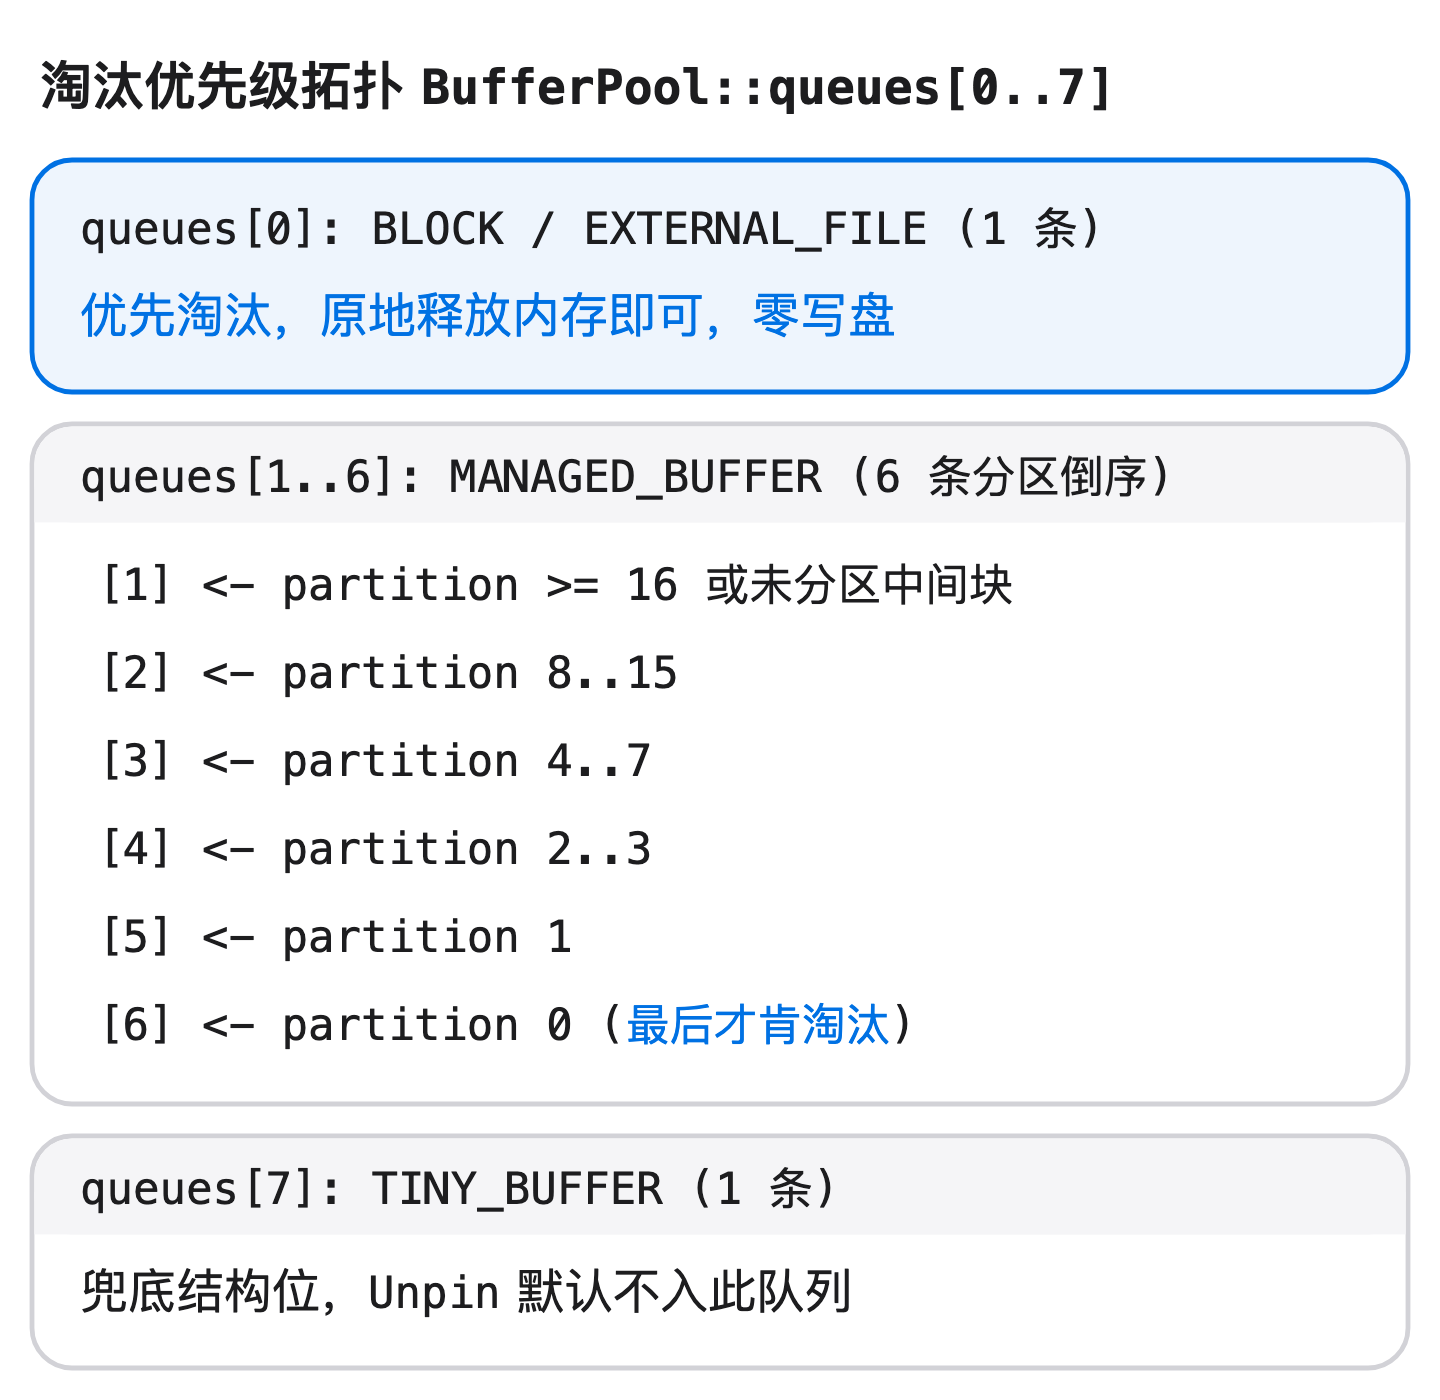 淘汰优先级拓扑 BufferPool::queues[0..7]
queues[0]: BLOCK / EXTERNAL_FILE (1 条)
优先淘汰，原地释放内存即可，零写盘
queues[1..6]: MANAGED_BUFFER (6 条分区倒序)
[1] <- partition >= 16 或未分区中间块
[2] <- partition 8..15
[3] <- partition 4..7
[4] <- partition 2..3
[5] <- partition 1
[6] <- partition 0 (最后才肯淘汰)
queues[7]: TINY_BUFFER (1 条)
兜底结构位，Unpin 默认不入此队列